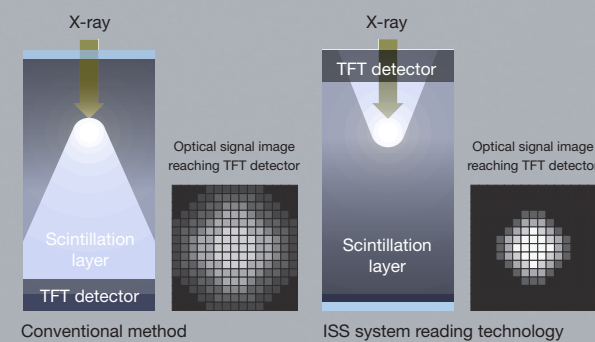 X-ray
Optical signal image
reaching TFT detector
Scintillation
layer
TFT detector
Conventional method
X-ray
TFT detector
Optical signal image
reaching TFT detector
Scintillation
layer
ISS system reading technology